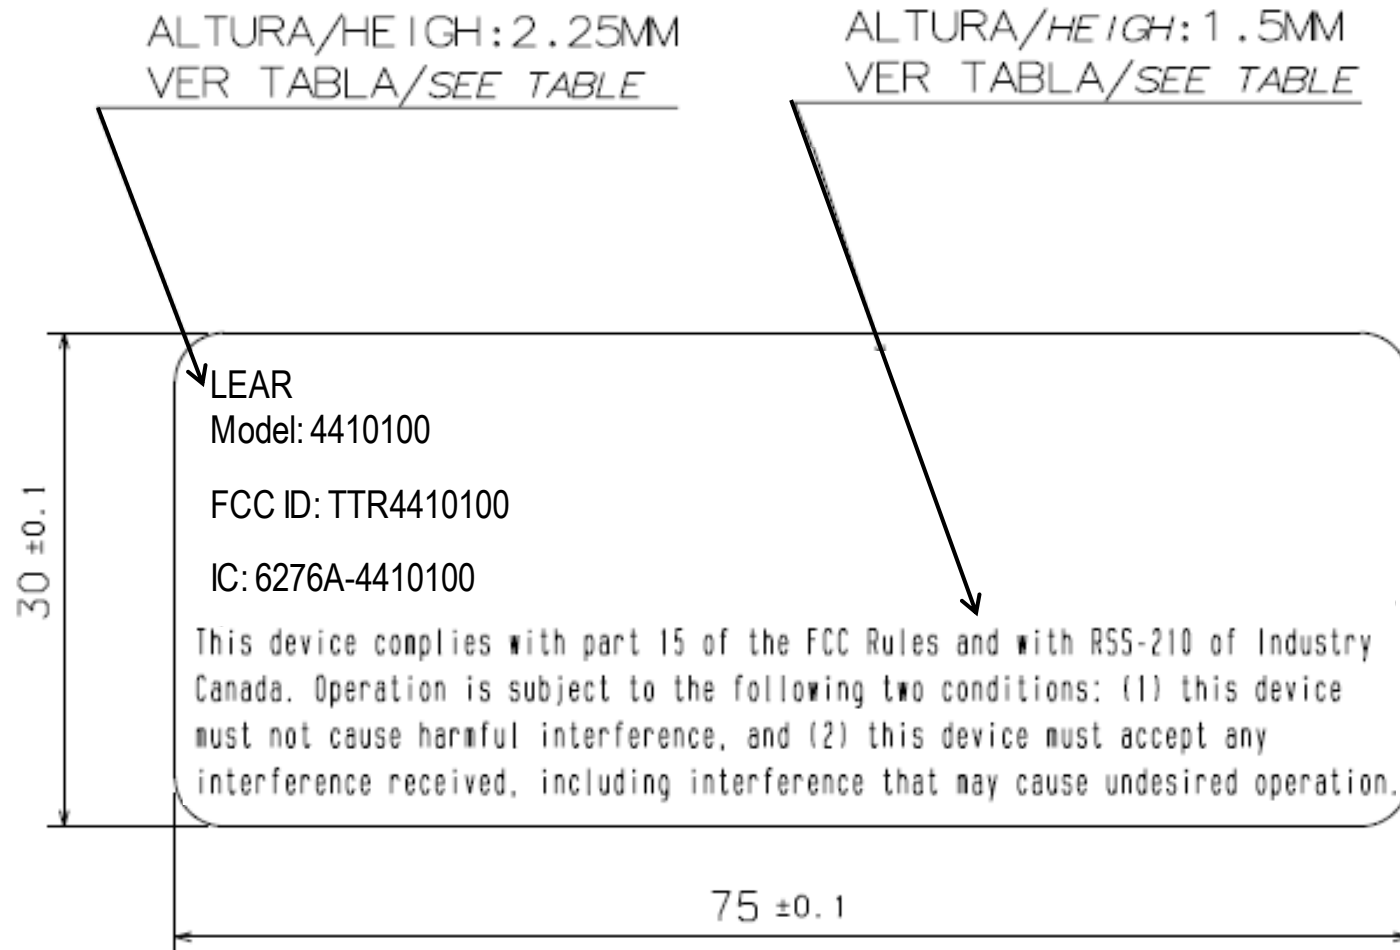 ALTURA/HEIGH:2.25MM
VER TABLA/SEE TABLE
ALTURA/HEIGH:1.5MM
VER TABLA/SEE TABLE
LEAR
Model: 4410100
FCC ID: TTR4410100
IC: 6276A-4410100
This device complies with part 15 of the FCC Rules and with RSS-210 of Industry
Canada. Operation is subject to the following two conditions: (1) this device
must not cause harmful interference, and (2) this device must accept any
interference received, including interference that may cause undesired operation.
30 ±0.1
75 ±0.1